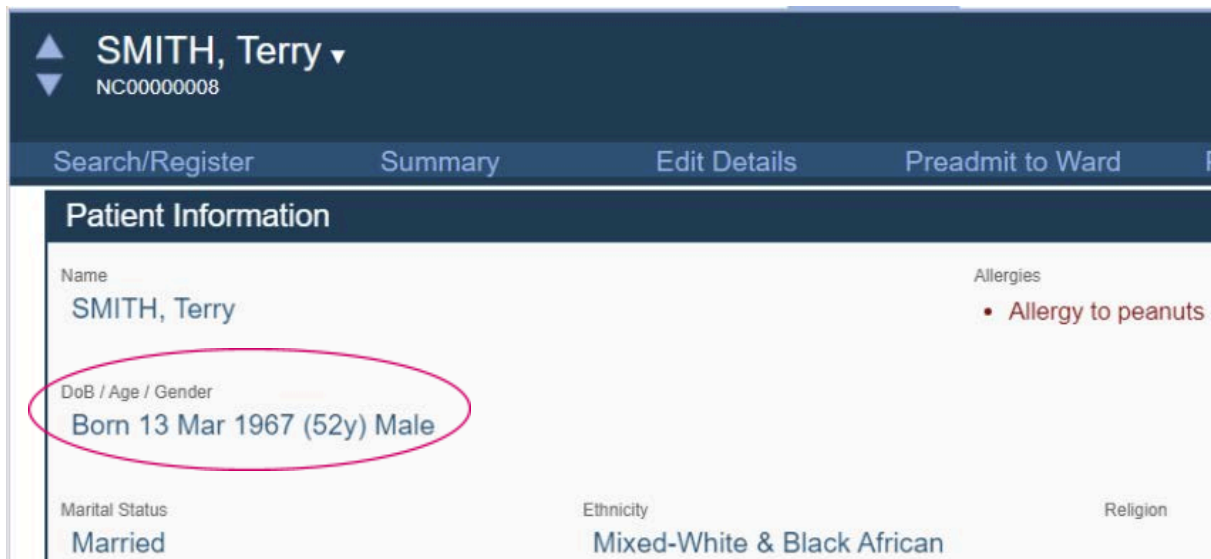 SMITH, Terry
NC00000008
Search/Register Summary Edit Details Preadmit to Ward
Patient Information
Name Allergies
SMITH, Terry • Allergy to peanuts
DoB / Age / Gender
Born 13 Mar 1967 (52y) Male
Marital Status Ethnicity Religion
Married Mixed-White & Black African